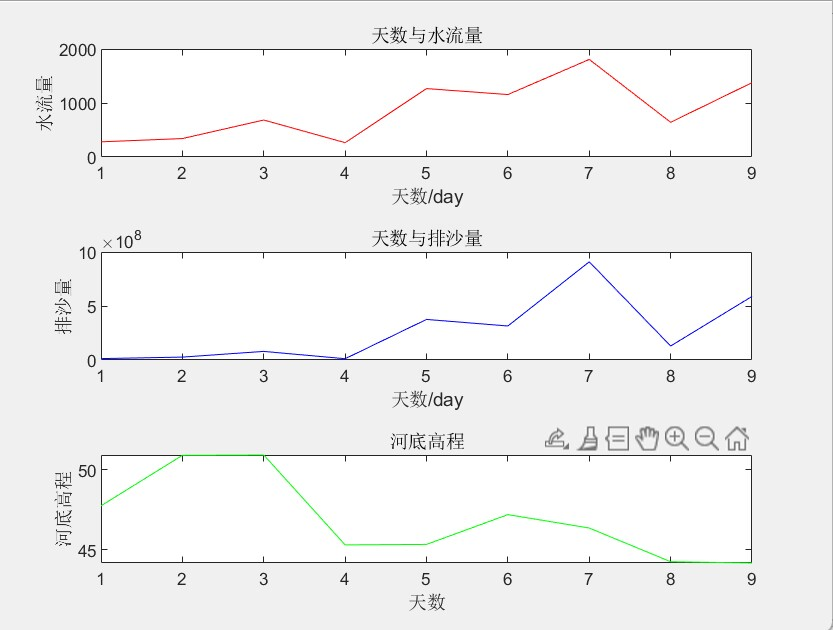 天数与水流量
2000
1000
0
水流量
1 2 3 4 5 6 7 8 9
天数/day
天数与排沙量
×10⁸
10
5
0
排沙量
1 2 3 4 5 6 7 8 9
天数/day
河底高程
50
45
河底高程
1 2 3 4 5 6 7 8 9
天数